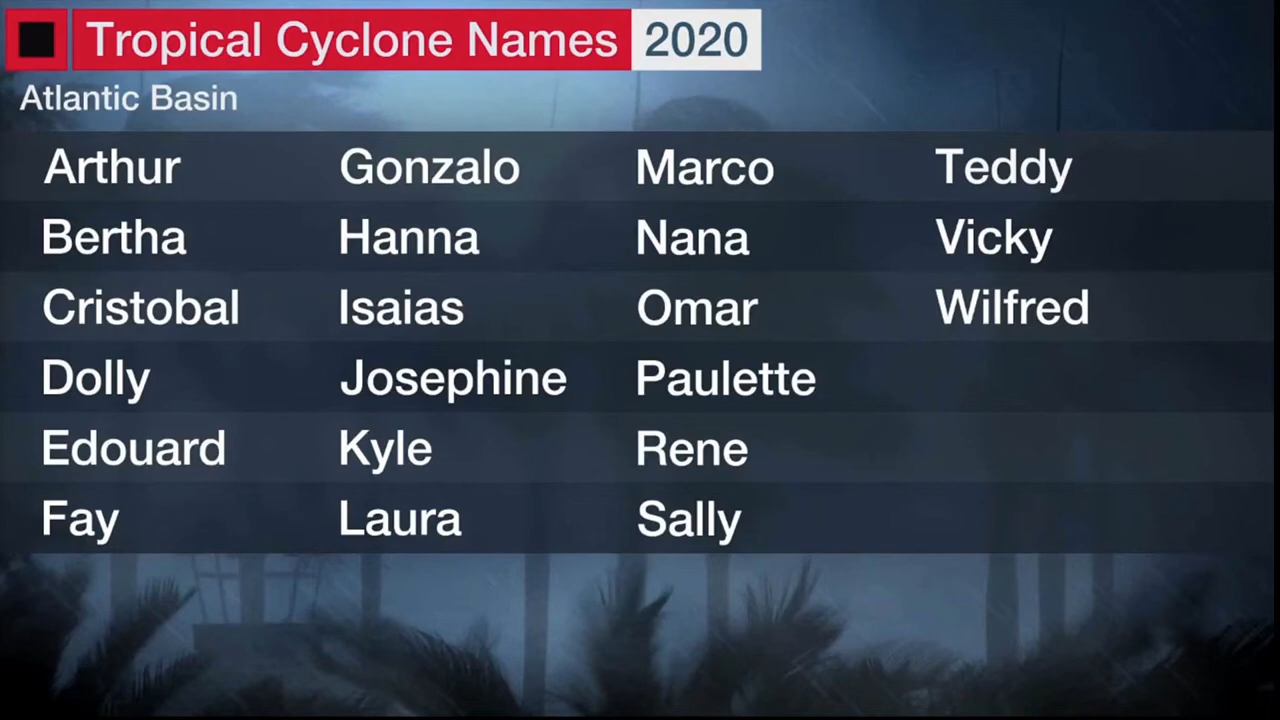 Tropical Cyclone Names 2020
Atlantic Basin
Arthur Gonzalo Marco Teddy
Bertha Hanna Nana Vicky
Cristobal Isaias Omar Wilfred
Dolly Josephine Paulette
Edouard Kyle Rene
Fay Laura Sally